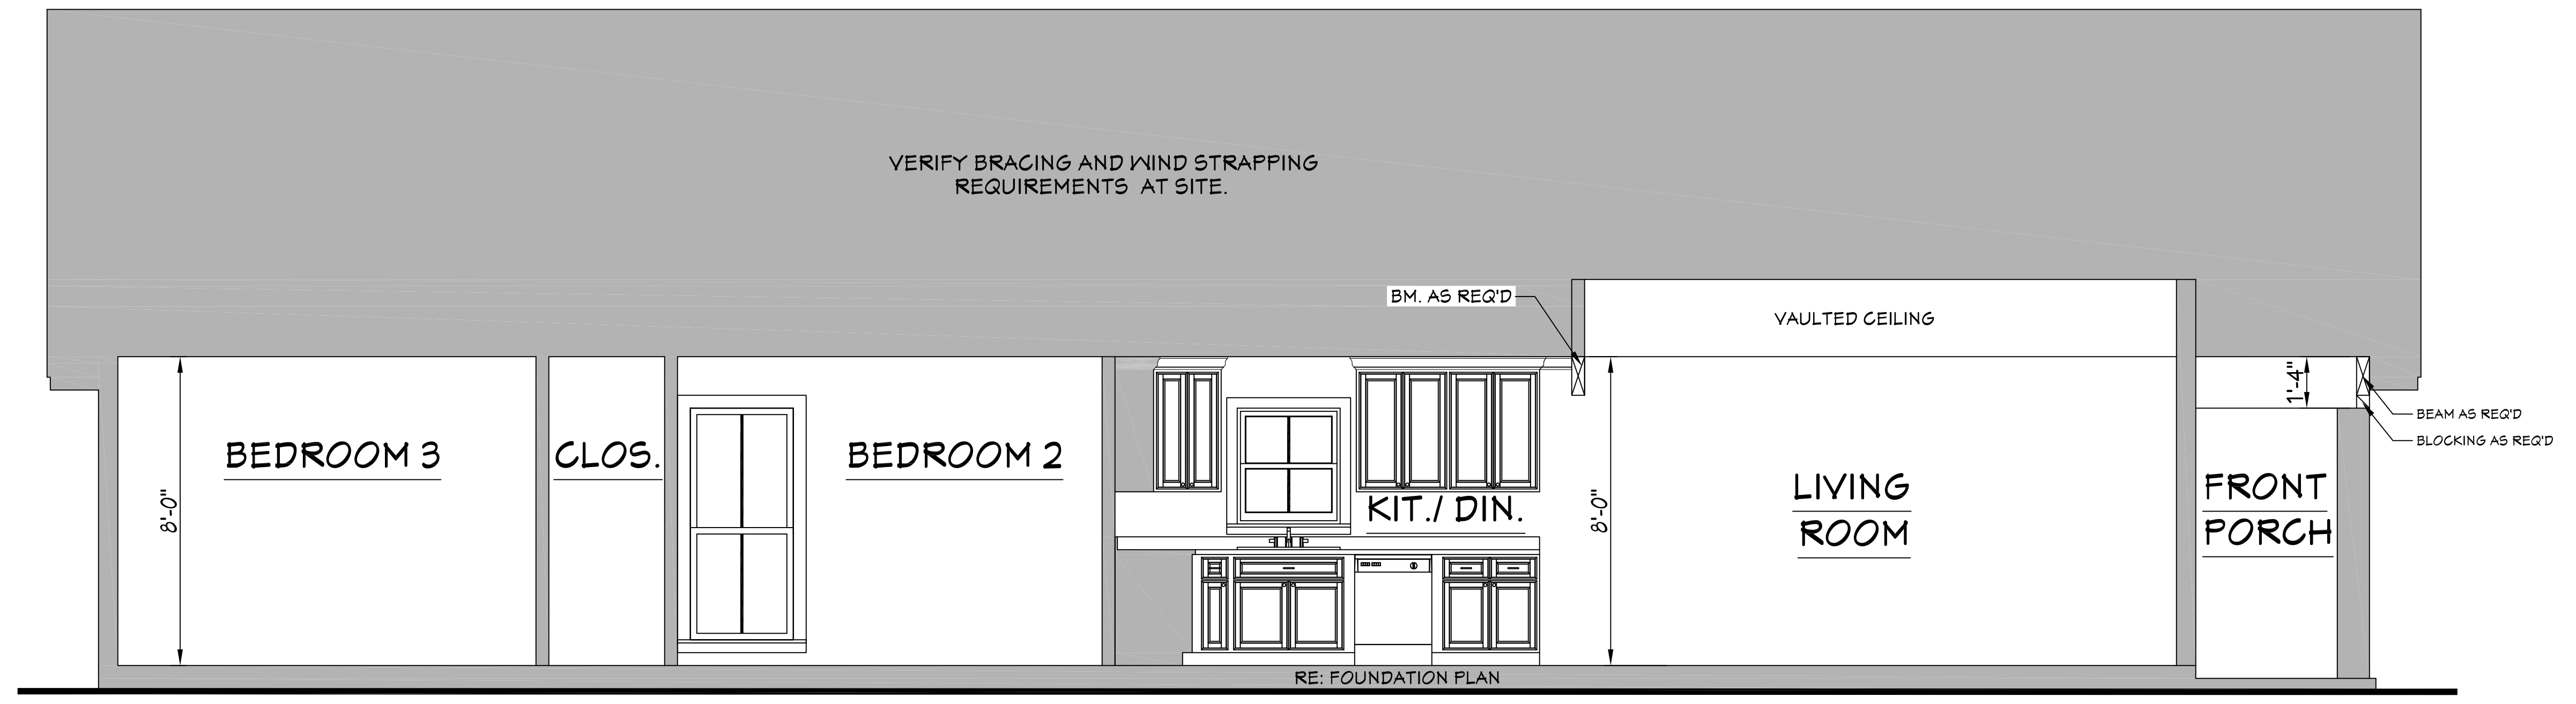 VERIFY BRACING AND WIND STRAPPING
REQUIREMENTS AT SITE.
BM. AS REQ'D
VAULTED CEILING
1'-4"
BEAM AS REQ'D
BLOCKING AS REQ'D
BEDROOM 3
CLOS.
BEDROOM 2
KIT./ DIN.
LIVING
ROOM
FRONT
PORCH
8'-0"
8'-0"
RE: FOUNDATION PLAN